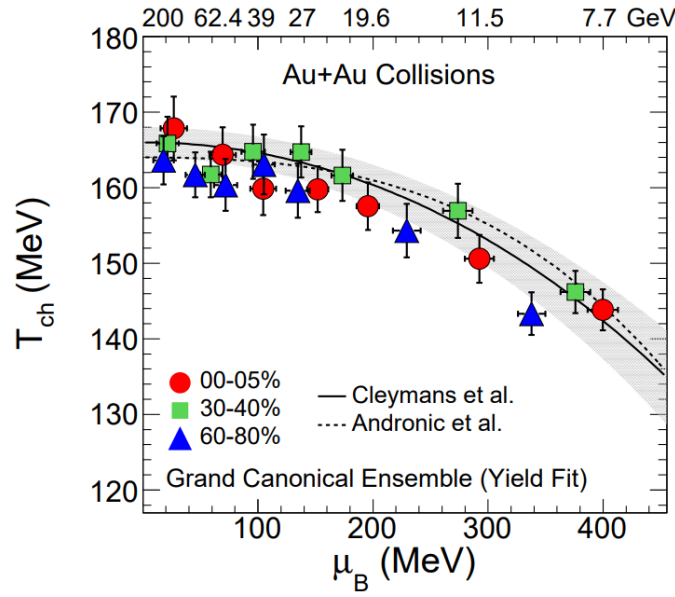 200 62.4 39 27 19.6 11.5 7.7 GeV
180
170
160
150
140
130
120
T_ch (MeV)
Au+Au Collisions
00-05%
30-40%
60-80%
Cleymans et al.
Andronic et al.
Grand Canonical Ensemble (Yield Fit)
100 200 300 400
μ_B (MeV)